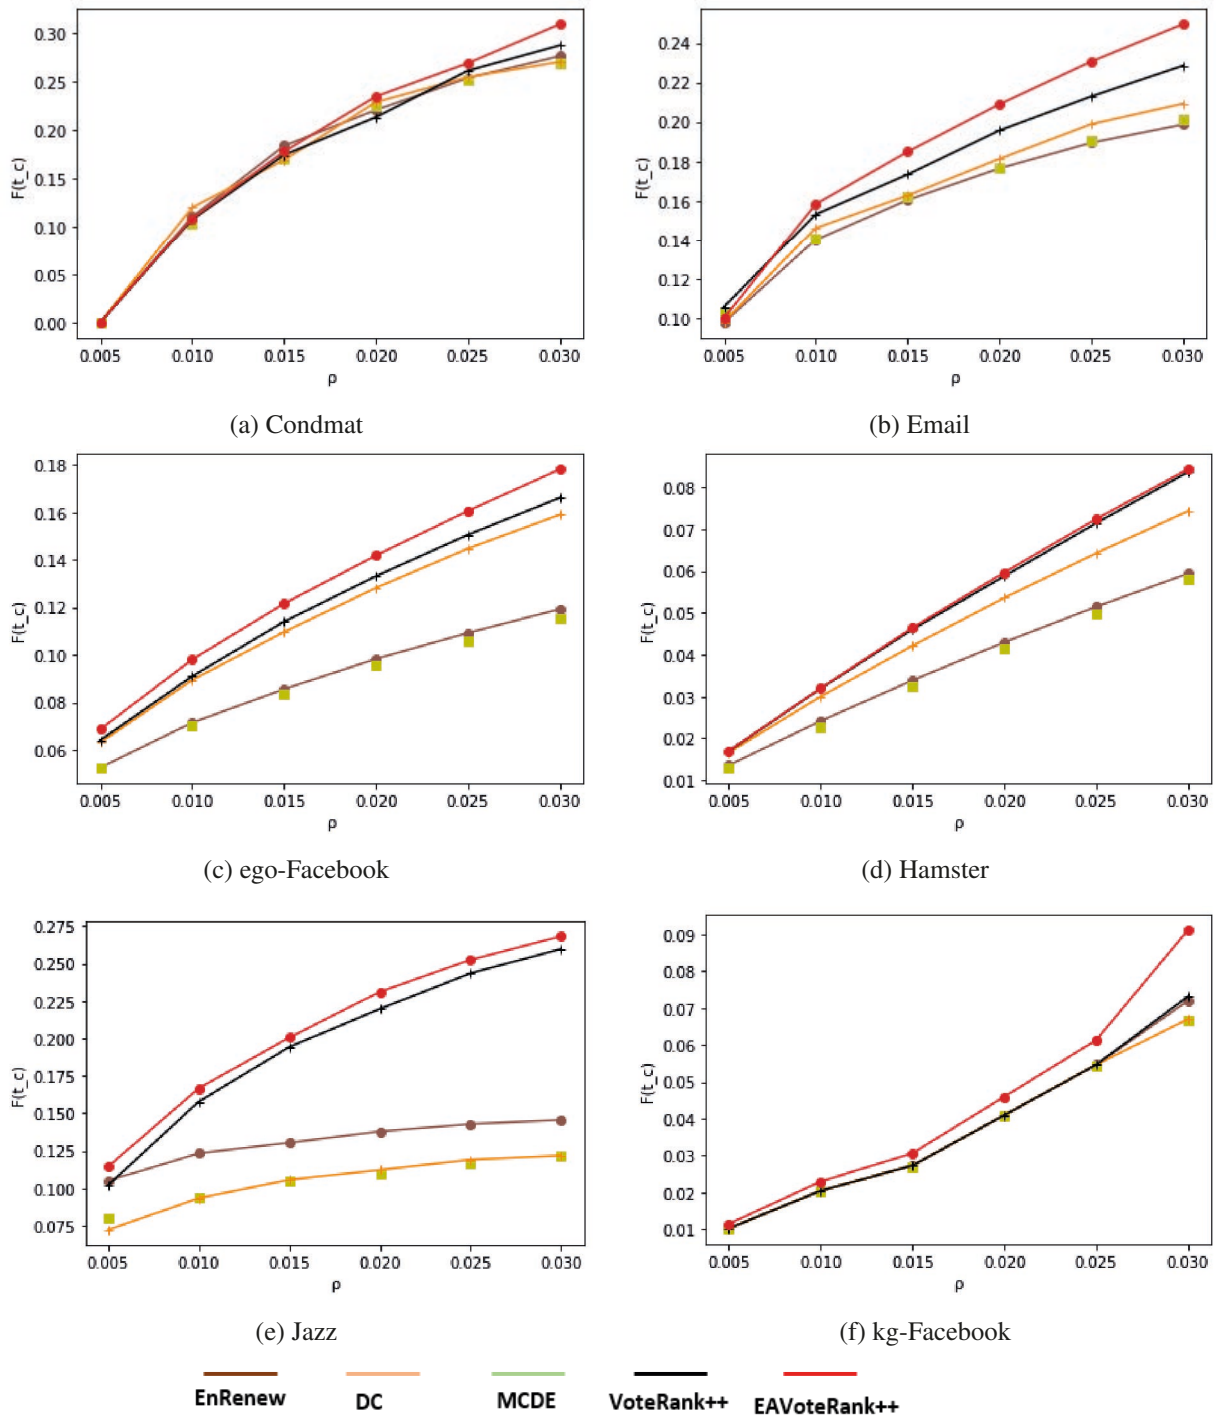 0.30
0.25
0.20
0.15
0.10
0.05
0.00
F(t_c)
0.005 0.010 0.015 0.020 0.025 0.030
ρ
(a) Condmat
0.24
0.22
0.20
0.18
0.16
0.14
0.12
0.10
F(t_c)
0.005 0.010 0.015 0.020 0.025 0.030
ρ
(b) Email
0.18
0.16
0.14
0.12
0.10
0.08
0.06
F(t_c)
0.005 0.010 0.015 0.020 0.025 0.030
ρ
(c) ego-Facebook
0.08
0.07
0.06
0.05
0.04
0.03
0.02
0.01
F(t_c)
0.005 0.010 0.015 0.020 0.025 0.030
ρ
(d) Hamster
0.275
0.250
0.225
0.200
0.175
0.150
0.125
0.100
0.075
F(t_c)
0.005 0.010 0.015 0.020 0.025 0.030
ρ
(e) Jazz
0.09
0.08
0.07
0.06
0.05
0.04
0.03
0.02
0.01
F(t_c)
0.005 0.010 0.015 0.020 0.025 0.030
ρ
(f) kg-Facebook
EnRenew DC MCDE VoteRank++ EAVoteRank++